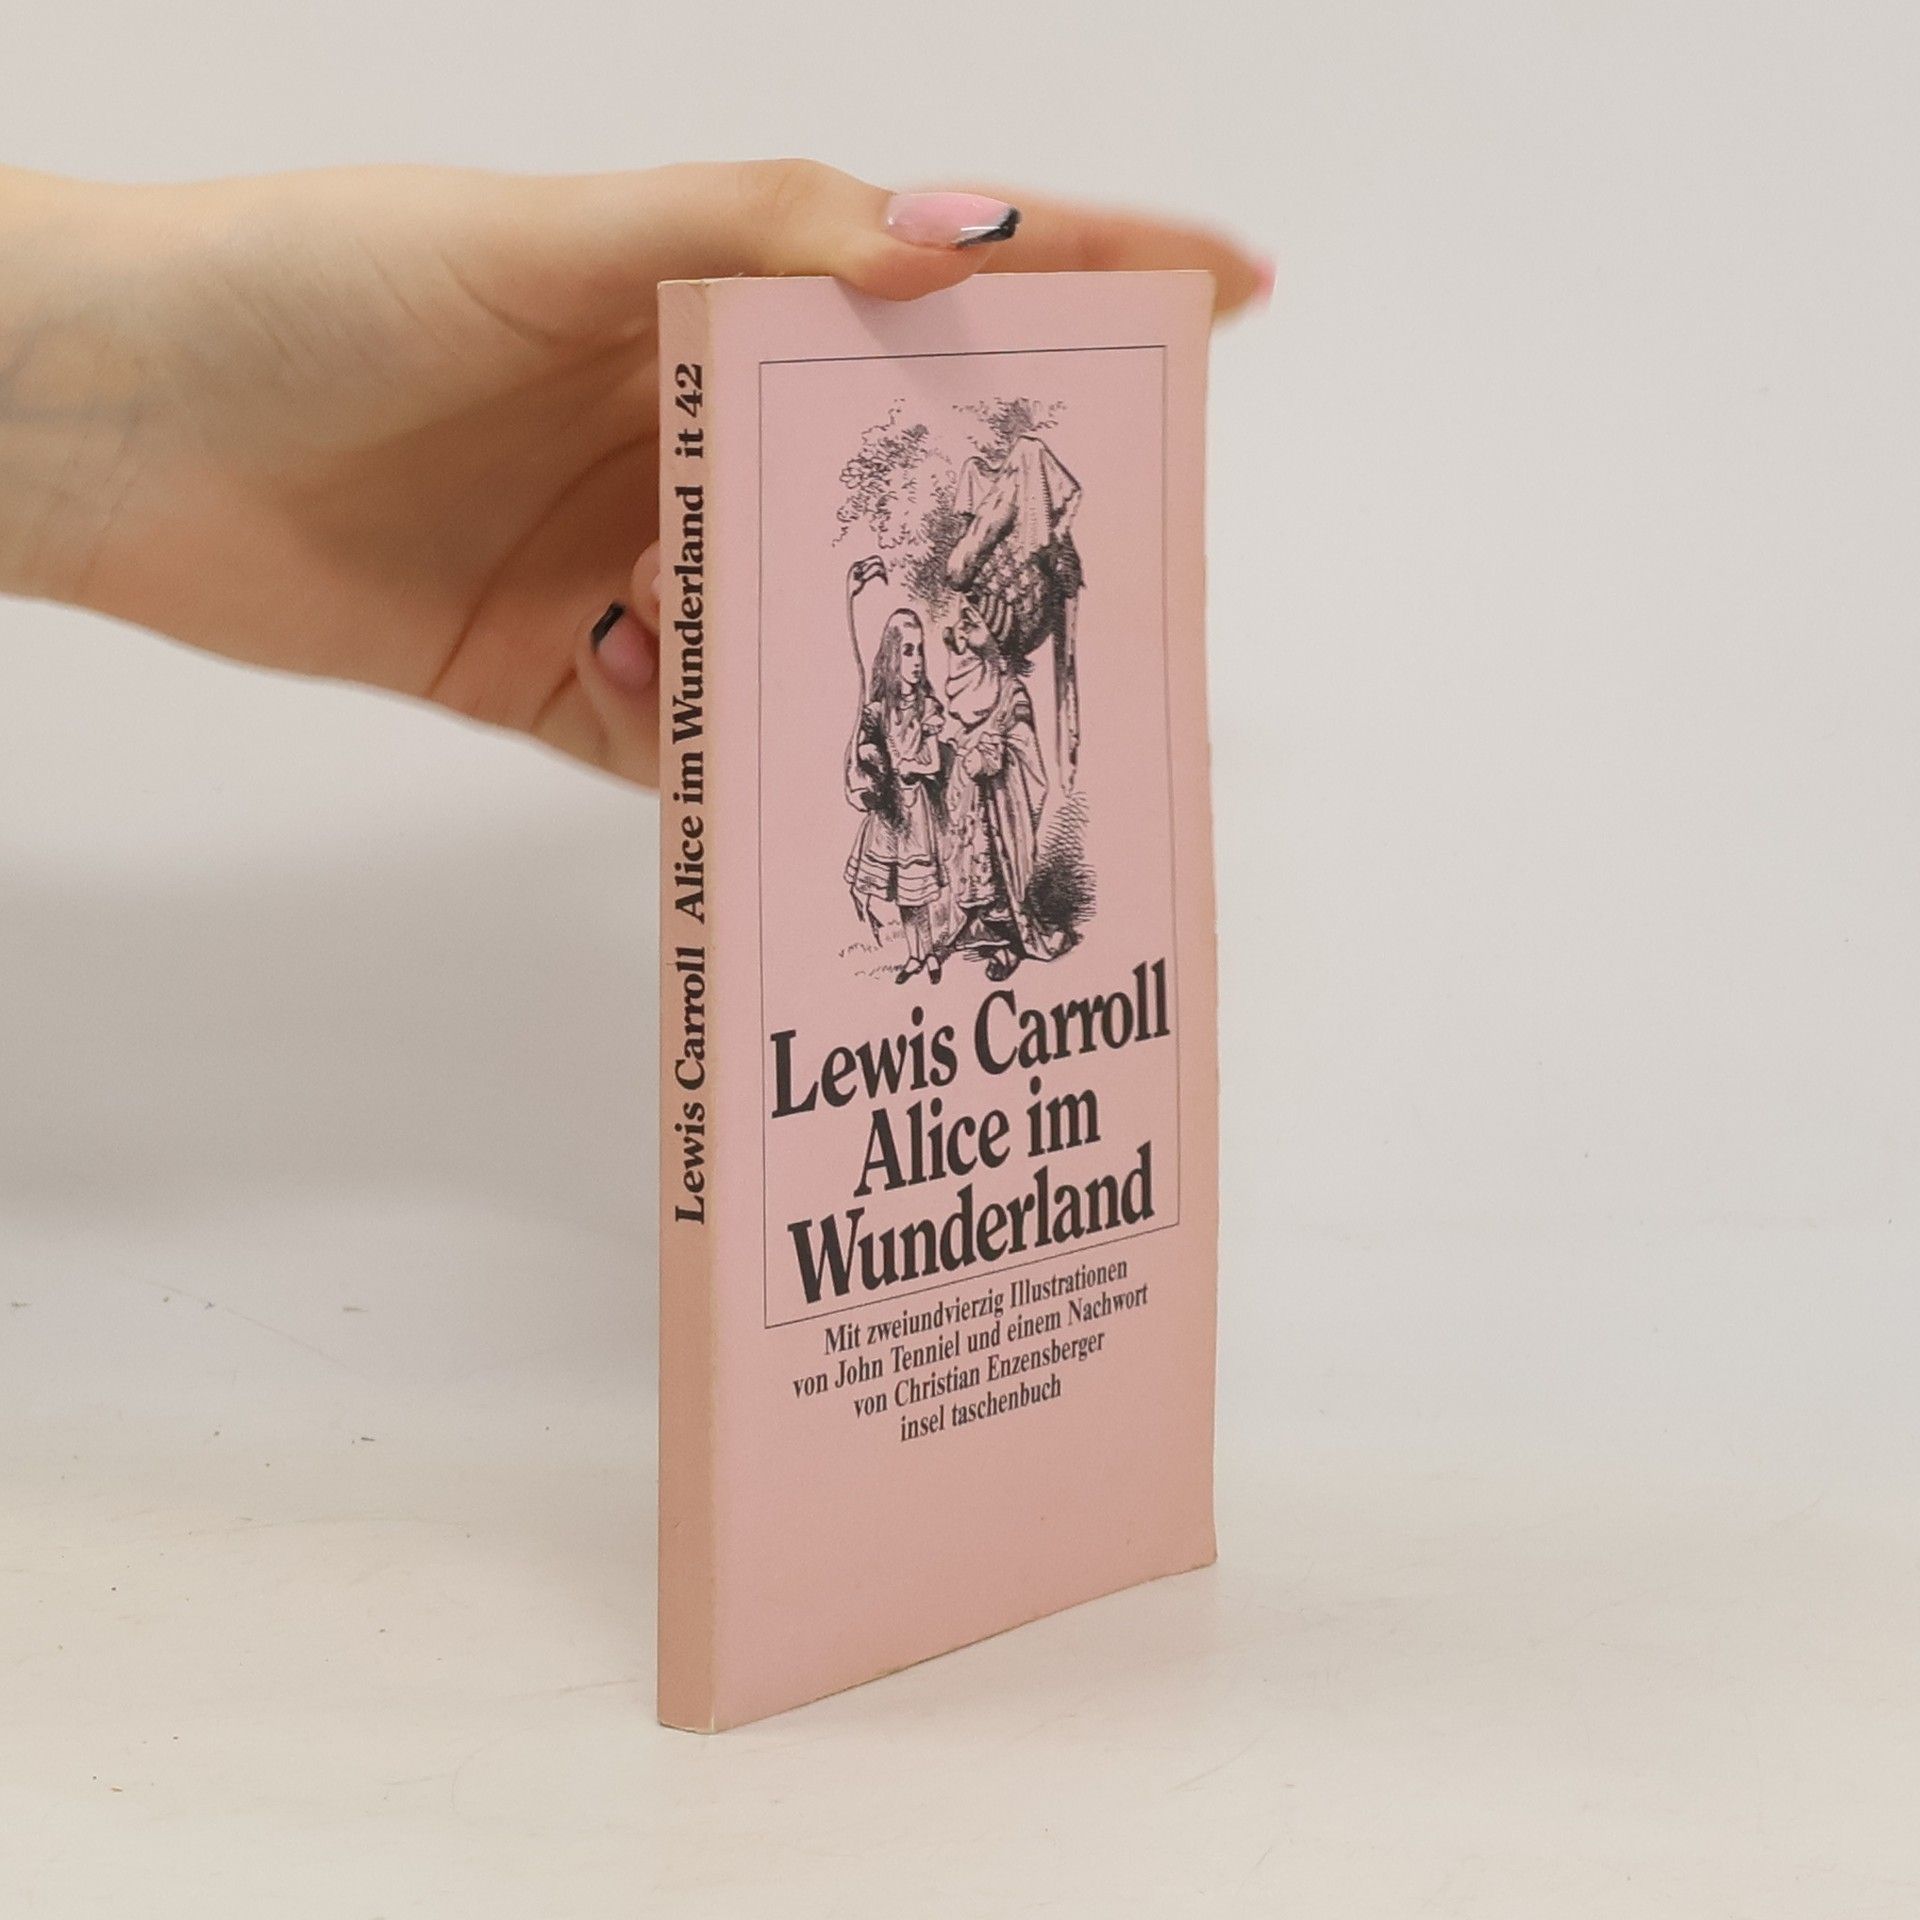 Lewis Carroll Alice im Wunderland it 42
Lewis Carroll
Alice im
Wunderland
Mit zweiundvierzig Illustrationen
von John Tenniel und einem Nachwort
von Christian Enzensberger
insel taschenbuch